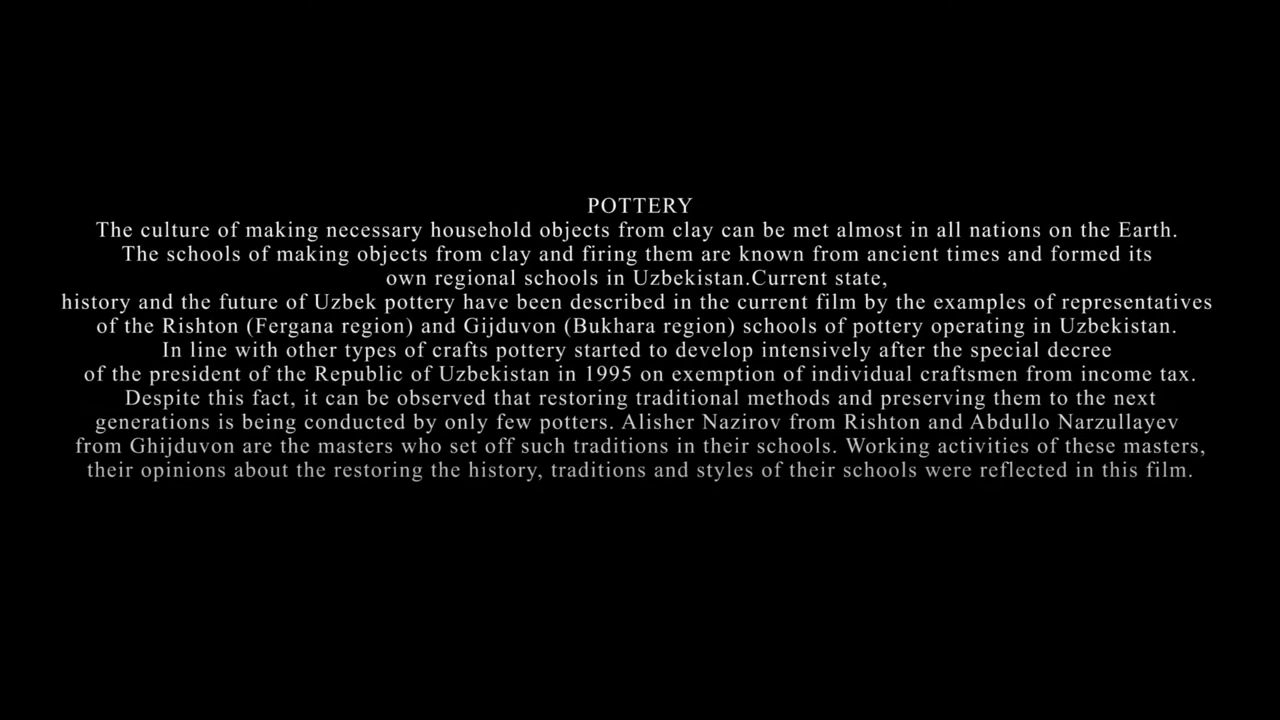 POTTERY
The culture of making necessary household objects from clay can be met almost in all nations on the Earth.
The schools of making objects from clay and firing them are known from ancient times and formed its
own regional schools in Uzbekistan.Current state,
history and the future of Uzbek pottery have been described in the current film by the examples of representatives
of the Rishton (Fergana region) and Gijduvon (Bukhara region) schools of pottery operating in Uzbekistan.
In line with other types of crafts pottery started to develop intensively after the special decree
of the president of the Republic of Uzbekistan in 1995 on exemption of individual craftsmen from income tax.
Despite this fact, it can be observed that restoring traditional methods and preserving them to the next
generations is being conducted by only few potters. Alisher Nazirov from Rishton and Abdullo Narzullayev
from Ghijduvon are the masters who set off such traditions in their schools. Working activities of these masters,
their opinions about the restoring the history, traditions and styles of their schools were reflected in this film.